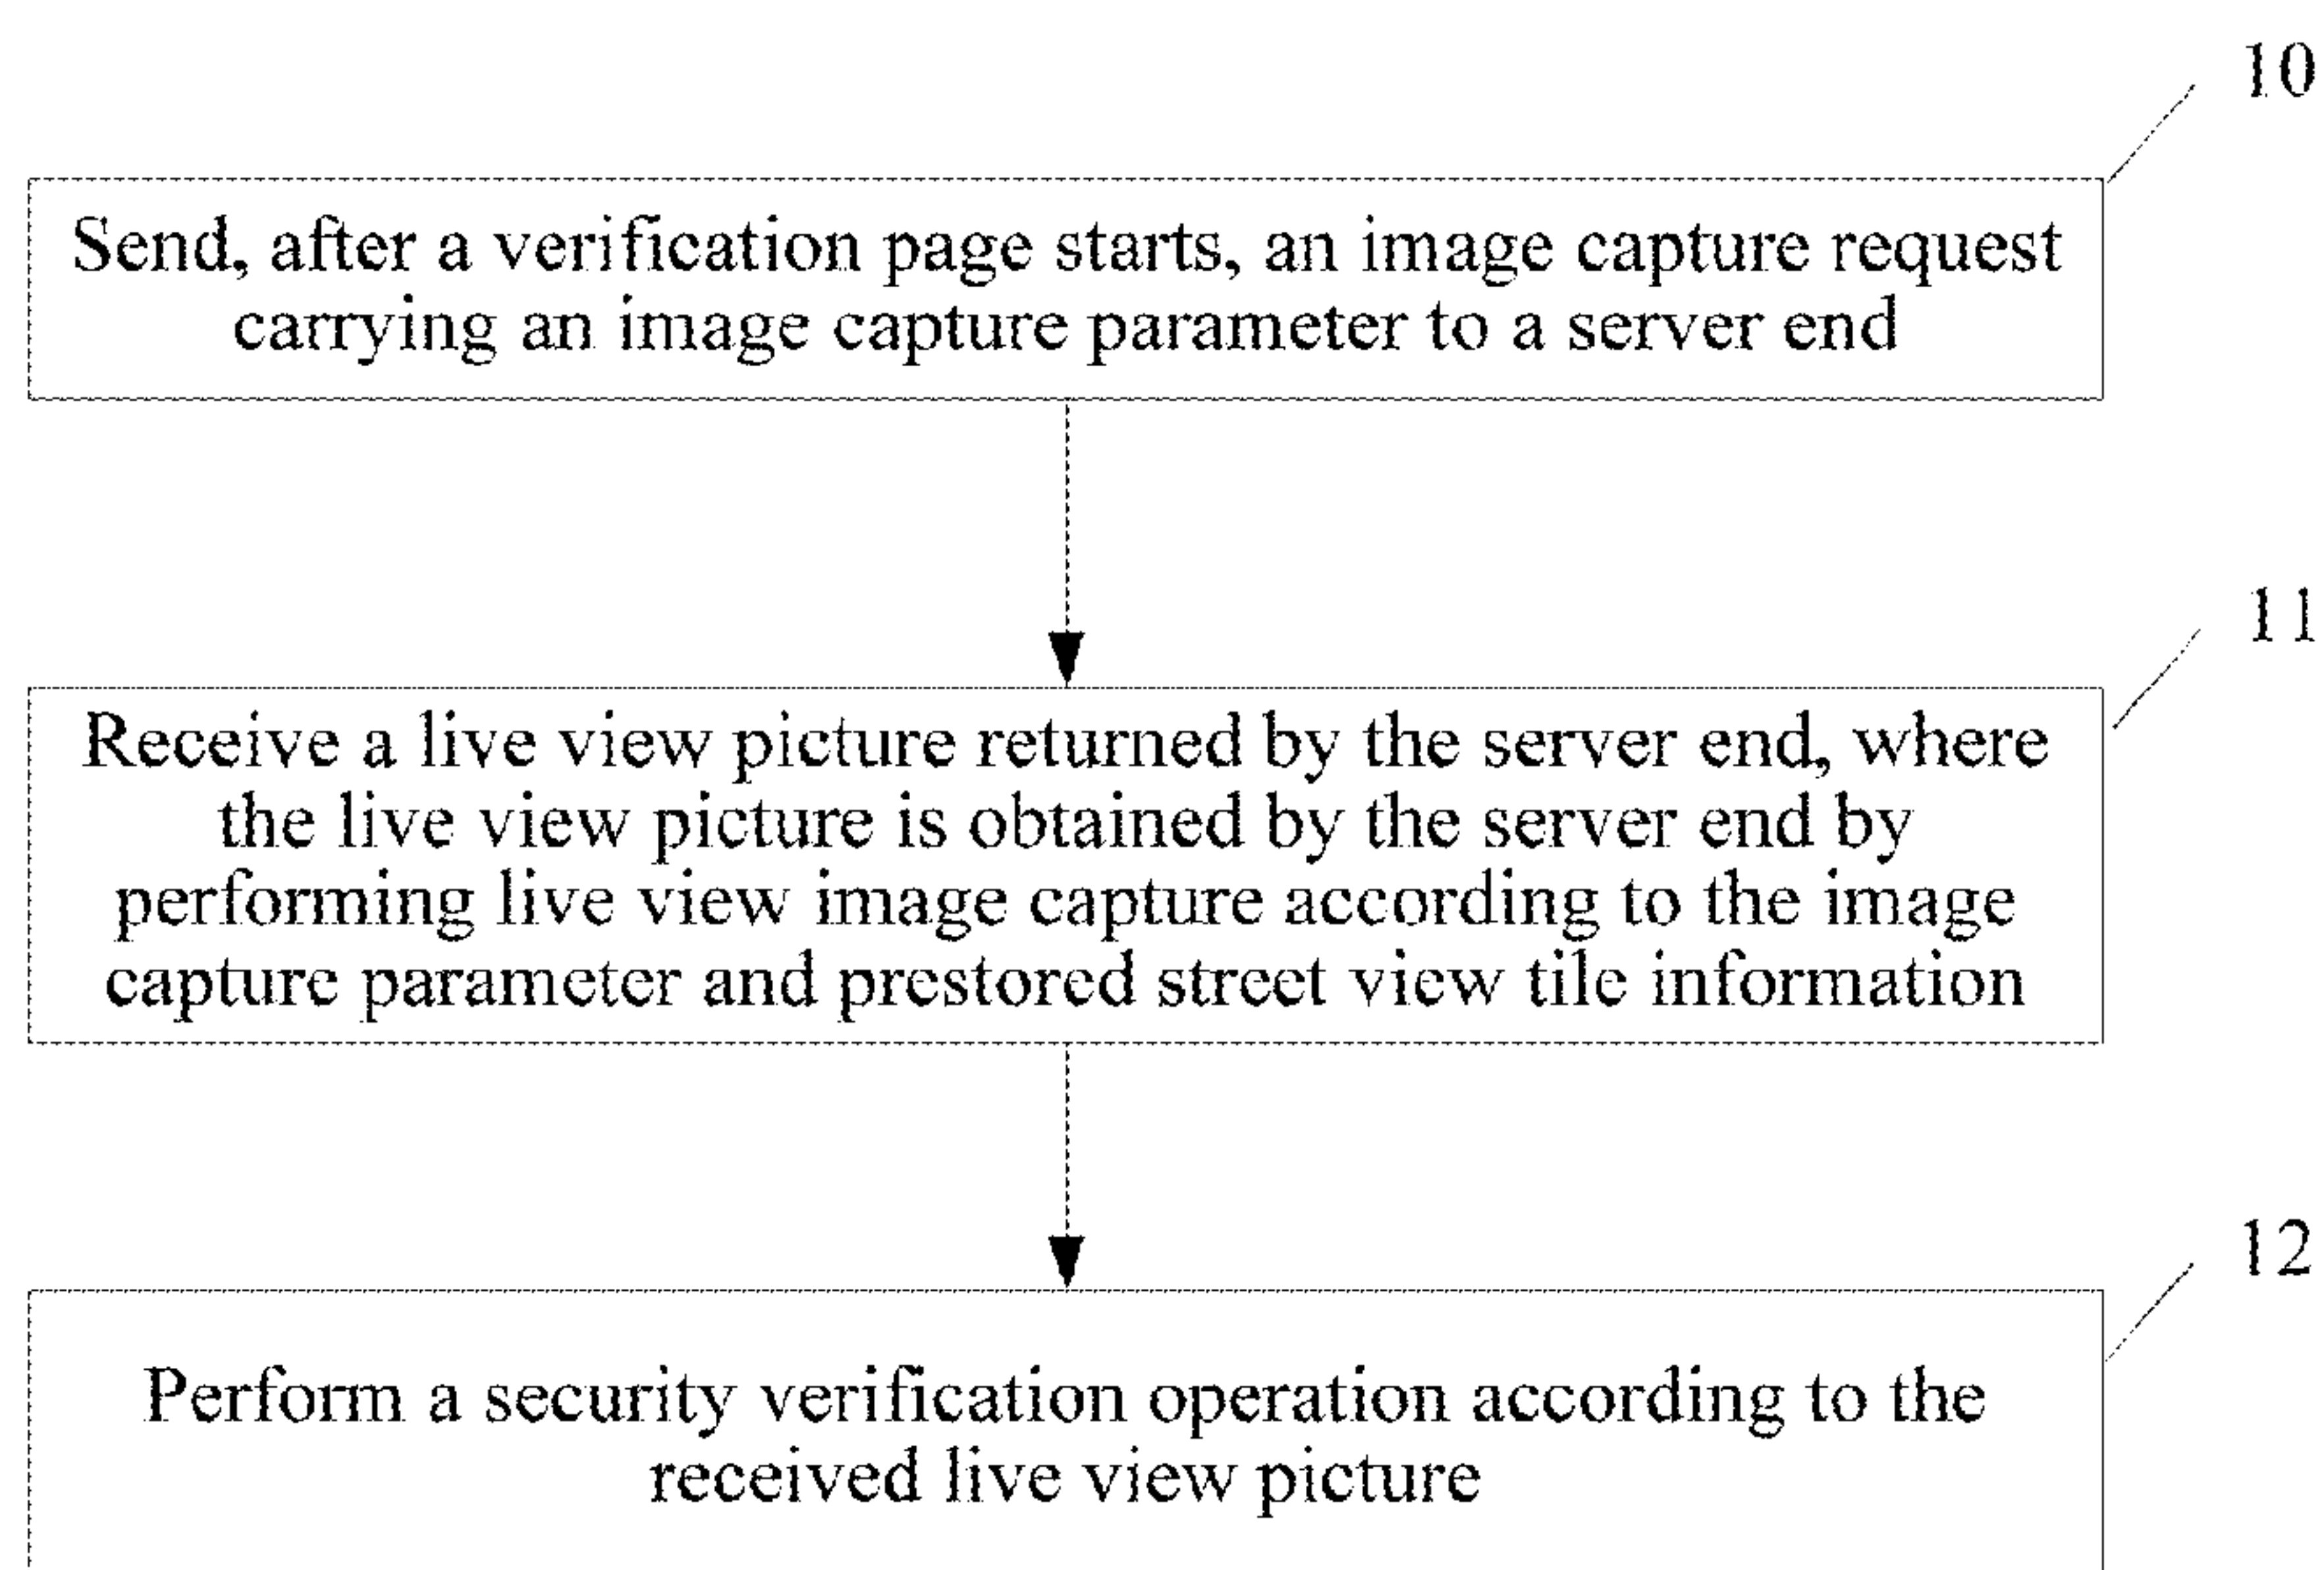 10
Send, after a verification page starts, an image capture request
carrying an image capture parameter to a server end
11
Receive a live view picture returned by the server end, where
the live view picture is obtained by the server end by
performing live view image capture according to the image
capture parameter and prestored street view tile information
12
Perform a security verification operation according to the
received live view picture